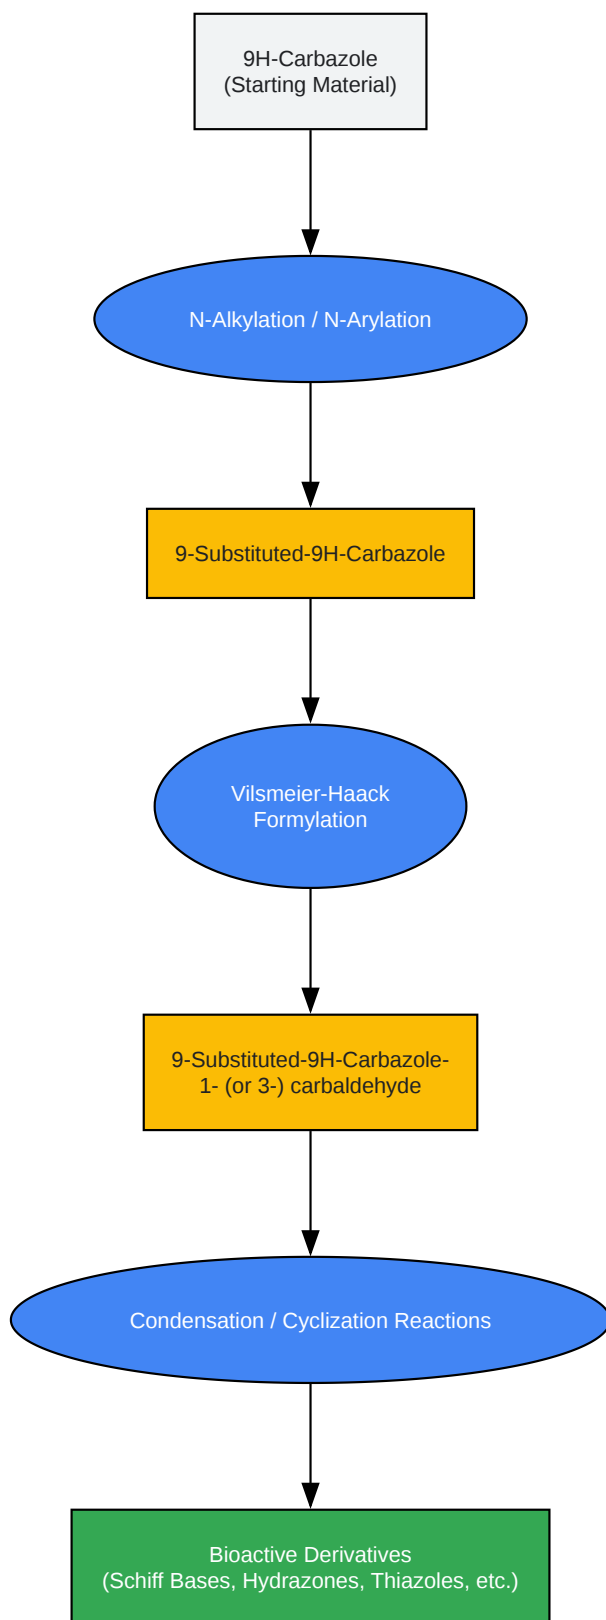 9H-Carbazole
(Starting Material)
N-Alkylation / N-Arylation
9-Substituted-9H-Carbazole
Vilsmeier-Haack
Formylation
9-Substituted-9H-Carbazole-
1- (or 3-) carbaldehyde
Condensation / Cyclization Reactions
Bioactive Derivatives
(Schiff Bases, Hydrazones, Thiazoles, etc.)